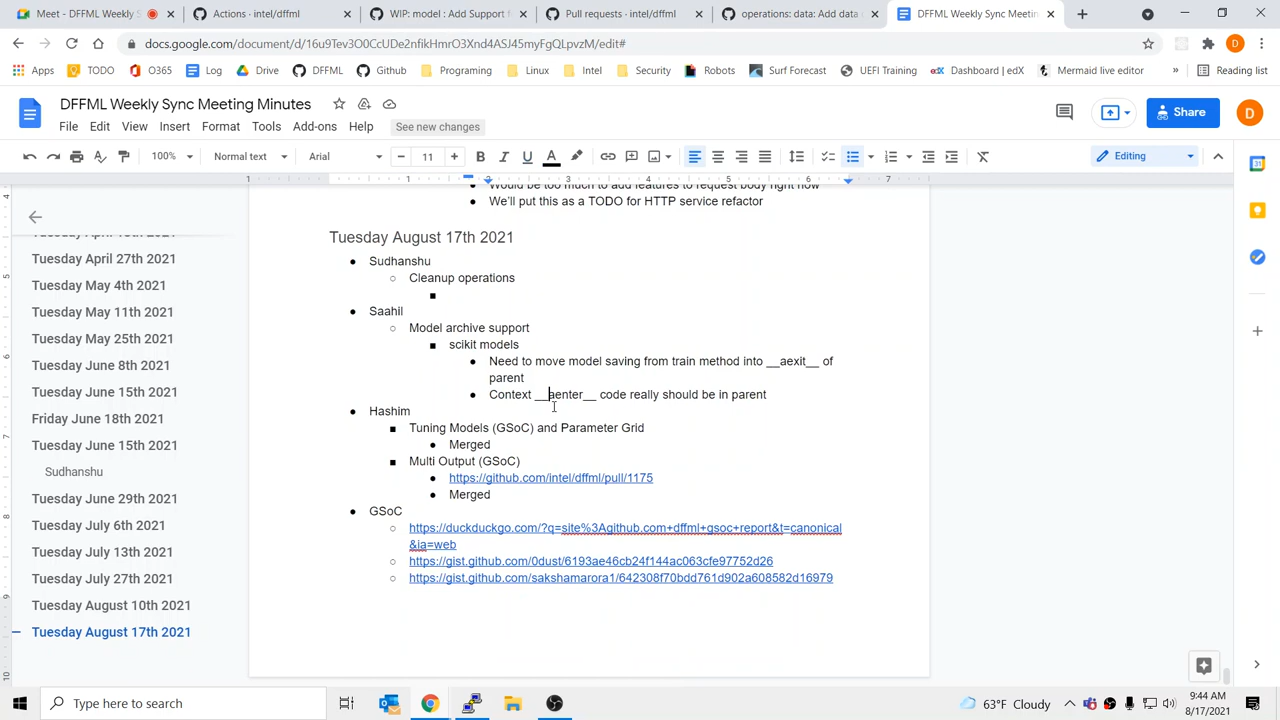 Meet - DFFML Weekly S
Actions · intel/dffml
WIP: model : Add Support f
Pull requests · intel/dffml
operations: data: Add data c
DFFML Weekly Sync Meetin
docs.google.com/document/d/16u9Tev3O0CcUDe2nfikHmrO3XnJ4ASJ45myFgQLpvzM/edit#
Apps
TODO
O365
Log
Drive
DFFML
Github
Programing
Linux
Intel
Security
Robots
Surf Forecast
UEFI Training
Dashboard | edX
Mermaid live editor
»
Reading list
DFFML Weekly Sync Meeting Minutes
File Edit View Insert Format Tools Add-ons Help See new changes
Share
D
100% Normal text Arial 11
Editing
1 1 2 3 4 5 6 7
Would be too much to add features to request body right now
We'll put this as a TODO for HTTP service refactor
Tuesday August 17th 2021
Sudhanshu
Cleanup operations
Saahil
Model archive support
scikit models
Need to move model saving from train method into __aexit__ of
parent
Context __aenter__ code really should be in parent
Hashim
Tuning Models (GSoC) and Parameter Grid
Merged
Multi Output (GSoC)
https://github.com/intel/dffml/pull/1175
Merged
GSoC
https://duckduckgo.com/?q=site%3Agithub.com+dffml+gsoc+report&t=canonical
&ia=web
https://gist.github.com/0dust/6193ae46cb24f144ac063cfe97752d26
https://gist.github.com/sakshamarora1/642308f70bdd761d902a608582d16979
Tuesday April 27th 2021
Tuesday May 4th 2021
Tuesday May 11th 2021
Tuesday May 25th 2021
Tuesday June 8th 2021
Tuesday June 15th 2021
Friday June 18th 2021
Tuesday June 15th 2021
Sudhanshu
Tuesday June 29th 2021
Tuesday July 6th 2021
Tuesday July 13th 2021
Tuesday July 27th 2021
Tuesday August 10th 2021
Tuesday August 17th 2021
Type here to search
63°F Cloudy
9:44 AM
8/17/2021